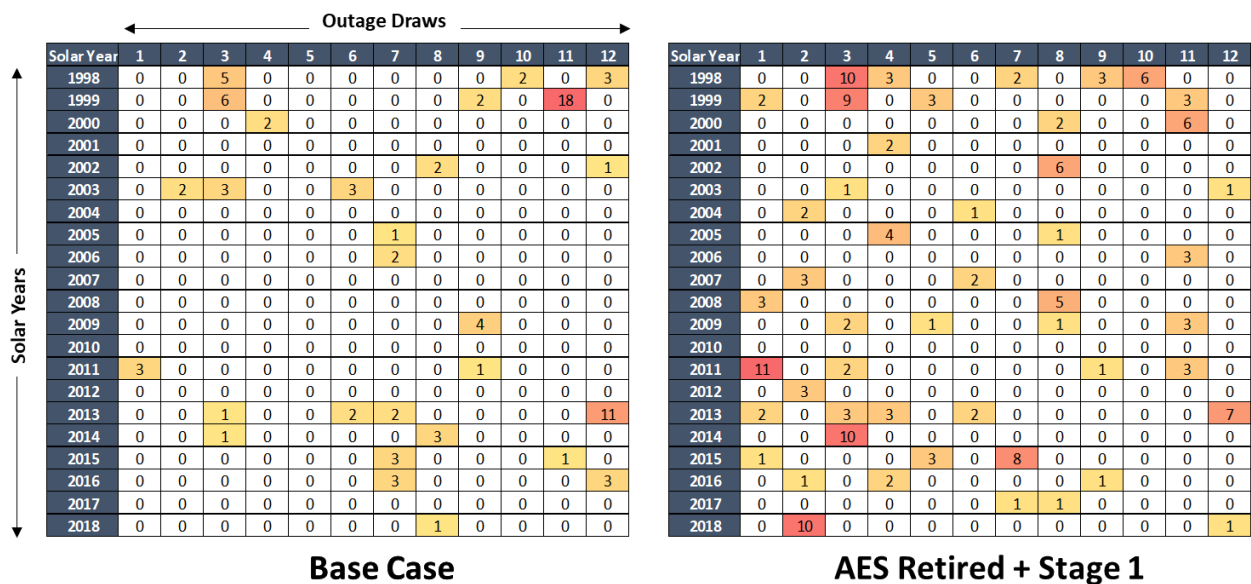 Outage Draws
Solar Years
Solar Year 1 2 3 4 5 6 7 8 9 10 11 12
1998 0 0 5 0 0 0 0 0 0 2 0 3
1999 0 0 6 0 0 0 0 0 2 0 18 0
2000 0 0 0 2 0 0 0 0 0 0 0 0
2001 0 0 0 0 0 0 0 0 0 0 0 0
2002 0 0 0 0 0 0 0 2 0 0 0 1
2003 0 2 3 0 0 3 0 0 0 0 0 0
2004 0 0 0 0 0 0 0 0 0 0 0 0
2005 0 0 0 0 0 0 1 0 0 0 0 0
2006 0 0 0 0 0 0 2 0 0 0 0 0
2007 0 0 0 0 0 0 0 0 0 0 0 0
2008 0 0 0 0 0 0 0 0 0 0 0 0
2009 0 0 0 0 0 0 0 0 4 0 0 0
2010 0 0 0 0 0 0 0 0 0 0 0 0
2011 3 0 0 0 0 0 0 0 1 0 0 0
2012 0 0 0 0 0 0 0 0 0 0 0 0
2013 0 0 1 0 0 2 2 0 0 0 0 11
2014 0 0 1 0 0 0 0 3 0 0 0 0
2015 0 0 0 0 0 0 3 0 0 0 1 0
2016 0 0 0 0 0 0 3 0 0 0 0 3
2017 0 0 0 0 0 0 0 0 0 0 0 0
2018 0 0 0 0 0 0 0 1 0 0 0 0
Base Case
Solar Year 1 2 3 4 5 6 7 8 9 10 11 12
1998 0 0 10 3 0 0 2 0 3 6 0 0
1999 2 0 9 0 3 0 0 0 0 0 3 0
2000 0 0 0 0 0 0 0 2 0 0 6 0
2001 0 0 0 2 0 0 0 0 0 0 0 0
2002 0 0 0 0 0 0 0 6 0 0 0 0
2003 0 0 1 0 0 0 0 0 0 0 0 1
2004 0 2 0 0 0 1 0 0 0 0 0 0
2005 0 0 0 4 0 0 0 1 0 0 0 0
2006 0 0 0 0 0 0 0 0 0 0 3 0
2007 0 3 0 0 0 2 0 0 0 0 0 0
2008 3 0 0 0 0 0 0 5 0 0 0 0
2009 0 0 2 0 1 0 0 1 0 0 3 0
2010 0 0 0 0 0 0 0 0 0 0 0 0
2011 11 0 2 0 0 0 0 0 1 0 3 0
2012 0 3 0 0 0 0 0 0 0 0 0 0
2013 2 0 3 3 0 2 0 0 0 0 0 7
2014 0 0 10 0 0 0 0 0 0 0 0 0
2015 1 0 0 0 3 0 8 0 0 0 0 0
2016 0 1 0 2 0 0 0 0 1 0 0 0
2017 0 0 0 0 0 0 1 1 0 0 0 0
2018 0 10 0 0 0 0 0 0 0 0 0 1
AES Retired + Stage 1